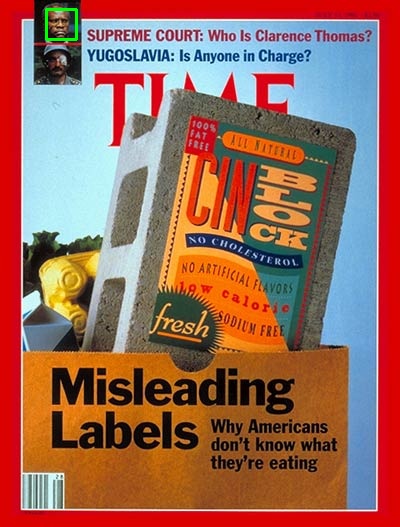 SUPREME COURT: Who Is Clarence Thomas?
YUGOSLAVIA: Is Anyone in Charge?
TIME
100%
FAT
FREE
ALL NATURAL
CIN
BLOCK
NO CHOLESTEROL
NO ARTIFICIAL FLAVORS
low calorie
SODIUM FREE
fresh
Misleading
Labels
Why Americans
don't know what
they're eating
28